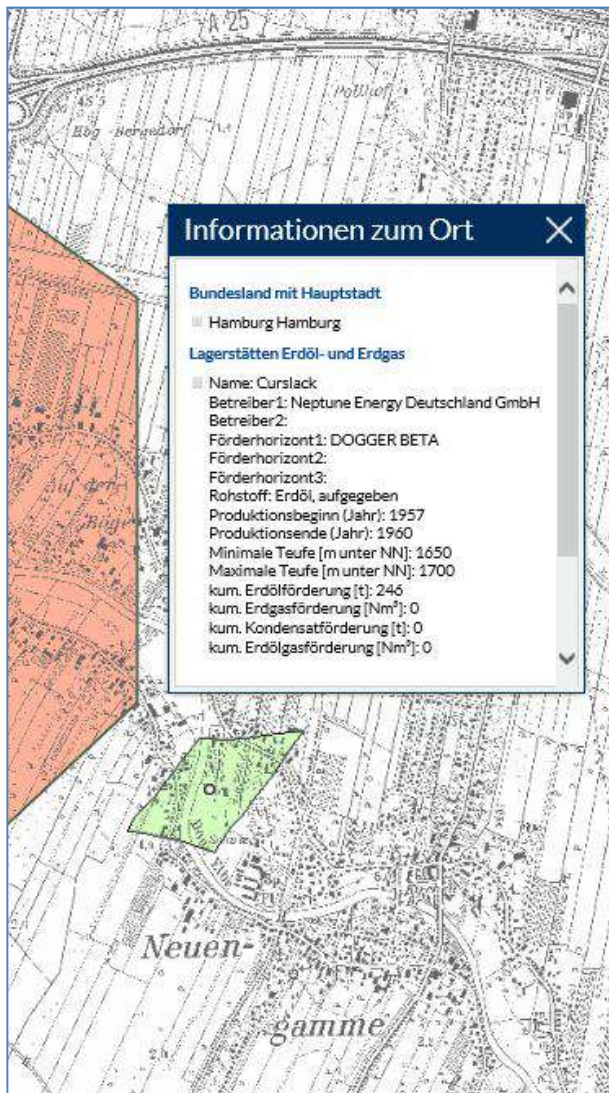 A 25
Pollhof
Hbg - Bergedorf
Informationen zum Ort
Bundesland mit Hauptstadt
Hamburg Hamburg
Lagerstätten Erdöl- und Erdgas
Name: Curslack
Betreiber1: Neptune Energy Deutschland GmbH
Betreiber2:
Förderhorizont1: DOGGER BETA
Förderhorizont2:
Förderhorizont3:
Rohstoff: Erdöl, aufgegeben
Produktionsbeginn (Jahr): 1957
Produktionsende (Jahr): 1960
Minimale Teufe [m unter NN]: 1650
Maximale Teufe [m unter NN]: 1700
kum. Erdölförderung [t]: 246
kum. Erdgasförderung [Nm³]: 0
kum. Kondensatförderung [t]: 0
kum. Erdölgasförderung [Nm³]: 0
Auf dem
Neuen-
gamme